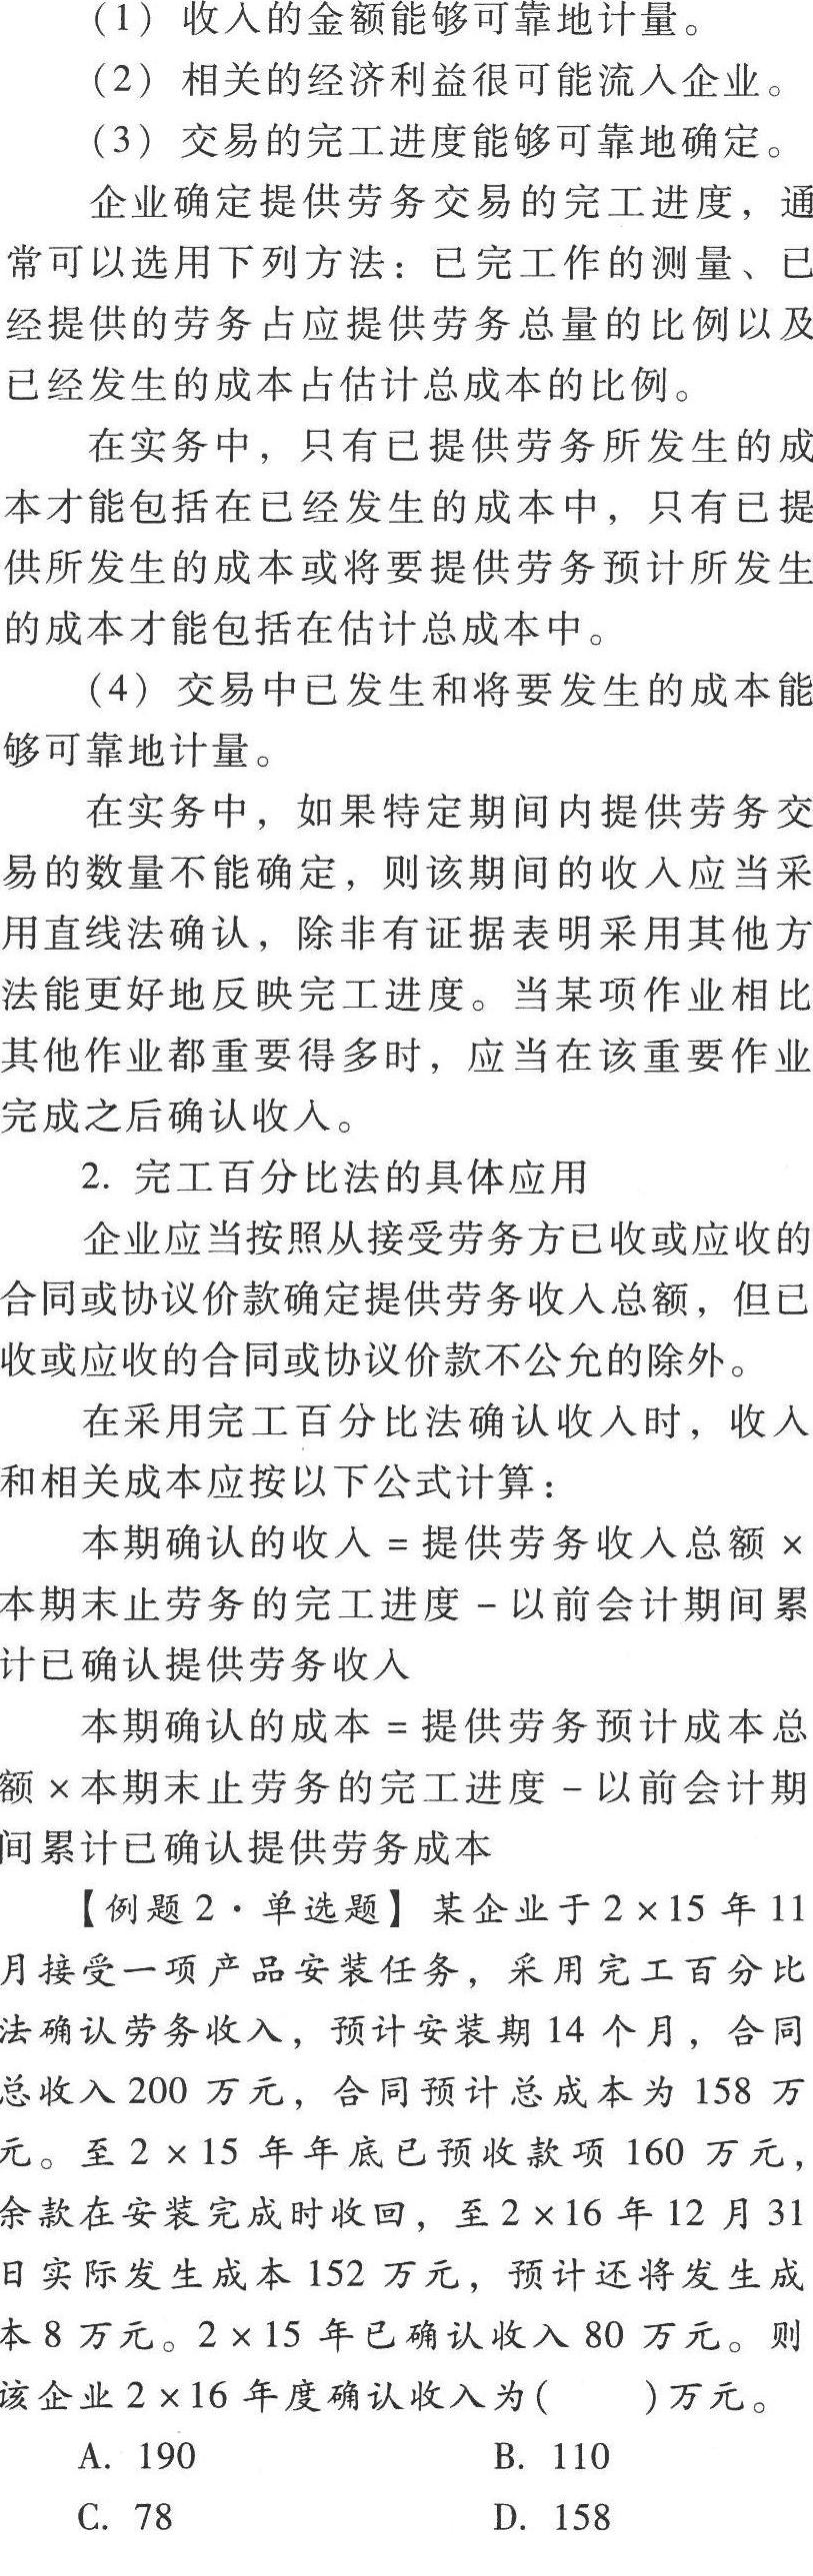 （1）收入的金额能够可靠地计量。
（2）相关的经济利益很可能流入企业。
（3）交易的完工进度能够可靠地确定。
企业确定提供劳务交易的完工进度，通
常可以选用下列方法：已完工作的测量、已
经提供的劳务占应提供劳务总量的比例以及
已经发生的成本占估计总成本的比例。
在实务中，只有已提供劳务所发生的成
本才能包括在已经发生的成本中，只有已提
供所发生的成本或将要提供劳务预计所发生
的成本才能包括在估计总成本中。
（4）交易中已发生和将要发生的成本能
够可靠地计量。
在实务中，如果特定期间内提供劳务交
易的数量不能确定，则该期间的收入应当采
用直线法确认，除非有证据表明采用其他方
法能更好地反映完工进度。当某项作业相比
其他作业都重要得多时，应当在该重要作业
完成之后确认收入。
2. 完工百分比法的具体应用
企业应当按照从接受劳务方已收或应收的
合同或协议价款确定提供劳务收入总额，但已
收或应收的合同或协议价款不公允的除外。
在采用完工百分比法确认收入时，收入
和相关成本应按以下公式计算：
本期确认的收入 = 提供劳务收入总额 ×
本期末止劳务的完工进度 - 以前会计期间累
计已确认提供劳务收入
本期确认的成本 = 提供劳务预计成本总
额 × 本期末止劳务的完工进度 - 以前会计期
间累计已确认提供劳务成本
【例题2·单选题】某企业于2×15年11
月接受一项产品安装任务，采用完工百分比
法确认劳务收入，预计安装期14个月，合同
总收入200万元，合同预计总成本为158万
元。至2×15年年底已预收款项160万元，
余款在安装完成时收回，至2×16年12月31
日实际发生成本152万元，预计还将发生成
本8万元。2×15年已确认收入80万元。则
该企业2×16年度确认收入为(　　)万元。
A. 190　　B. 110
C. 78　　D. 158